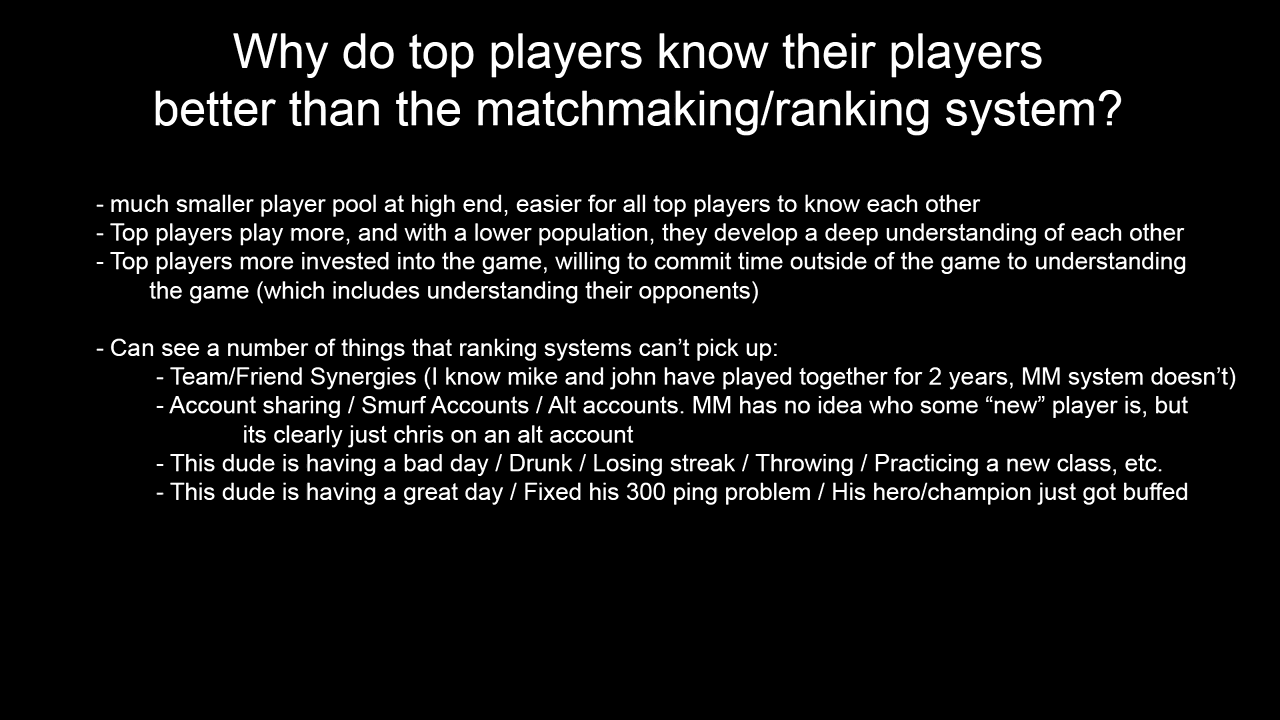 Why do top players know their players
better than the matchmaking/ranking system?
- much smaller player pool at high end, easier for all top players to know each other
- Top players play more, and with a lower population, they develop a deep understanding of each other
- Top players more invested into the game, willing to commit time outside of the game to understanding
the game (which includes understanding their opponents)
- Can see a number of things that ranking systems can’t pick up:
- Team/Friend Synergies (I know mike and john have played together for 2 years, MM system doesn’t)
- Account sharing / Smurf Accounts / Alt accounts. MM has no idea who some “new” player is, but
its clearly just chris on an alt account
- This dude is having a bad day / Drunk / Losing streak / Throwing / Practicing a new class, etc.
- This dude is having a great day / Fixed his 300 ping problem / His hero/champion just got buffed